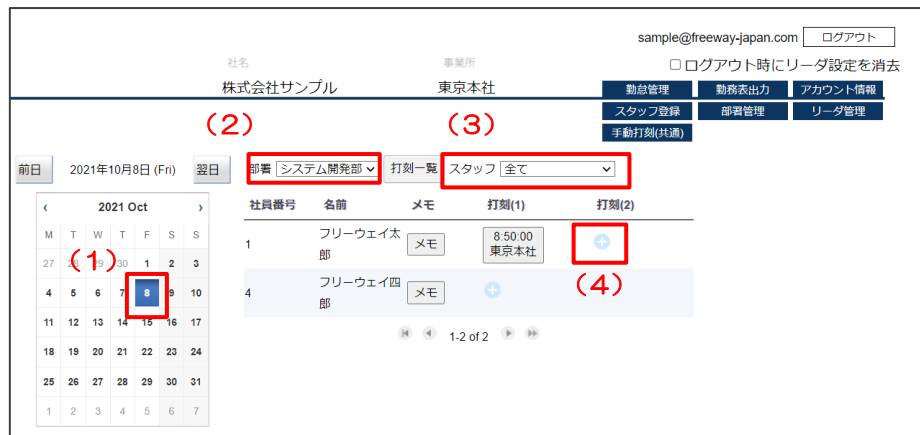 sample@freeway-japan.com ログアウト
社名 事業所 ログアウト時にリーダ設定を消去
株式会社サンプル 東京本社 勤怠管理 勤務表出力 アカウント情報
スタッフ登録 部署管理 リーダ管理
手動打刻(共通)
(2) (3)
前日 2021年10月8日 (Fri) 翌日 部署 システム開発部 打刻一覧 スタッフ 全て
‹ 2021 Oct ›
M T W T F S S
27 28 29 30 1 2 3
4 5 6 7 8 9 10
11 12 13 14 15 16 17
18 19 20 21 22 23 24
25 26 27 28 29 30 31
1 2 3 4 5 6 7
(1)
社員番号 名前 メモ 打刻(1) 打刻(2)
1 フリーウェイ太郎 メモ 8:50:00 東京本社
(4)
4 フリーウェイ四郎 メモ
1-2 of 2